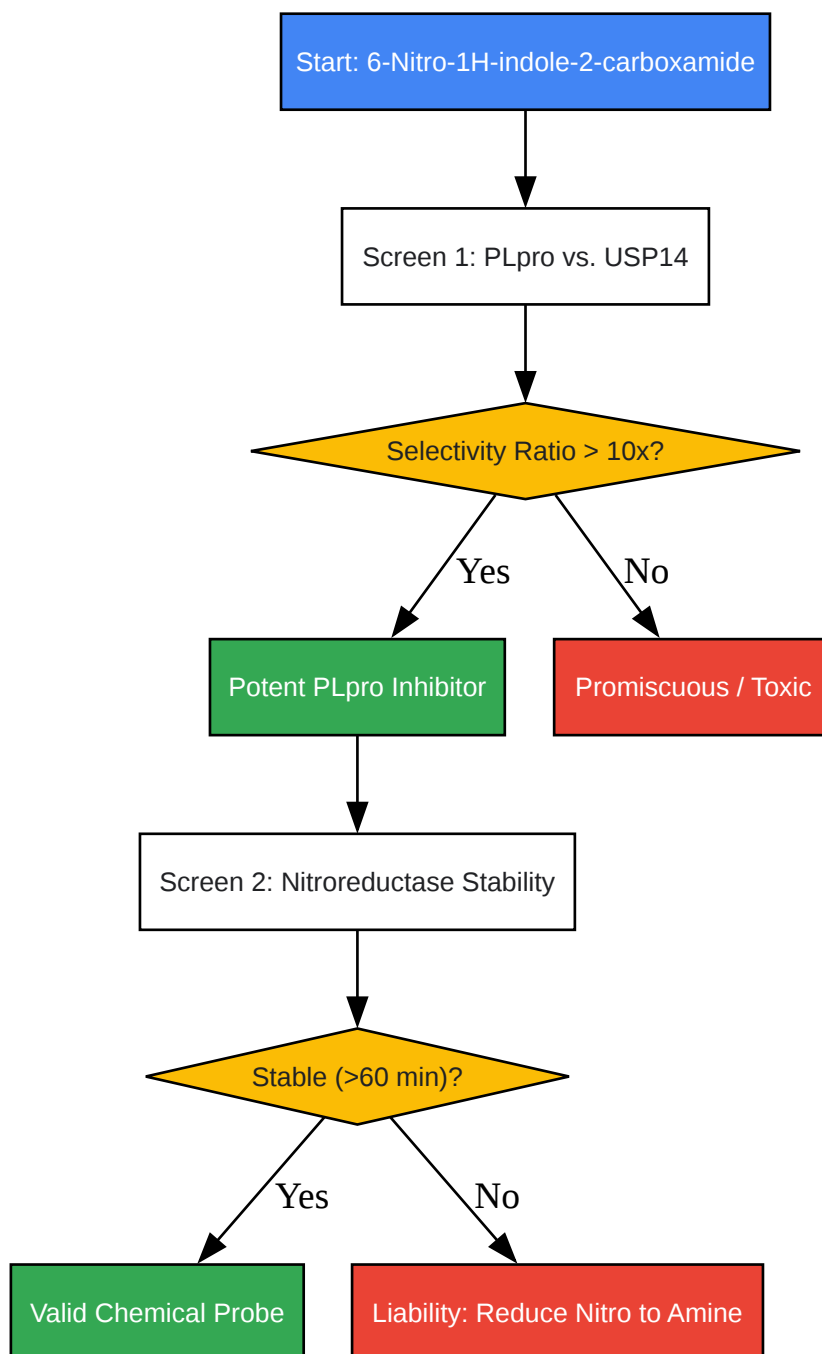 Start: 6-Nitro-1H-indole-2-carboxamide
Screen 1: PLpro vs. USP14
Selectivity Ratio > 10x?
Yes
No
Potent PLpro Inhibitor
Promiscuous / Toxic
Screen 2: Nitroreductase Stability
Stable (>60 min)?
Yes
No
Valid Chemical Probe
Liability: Reduce Nitro to Amine